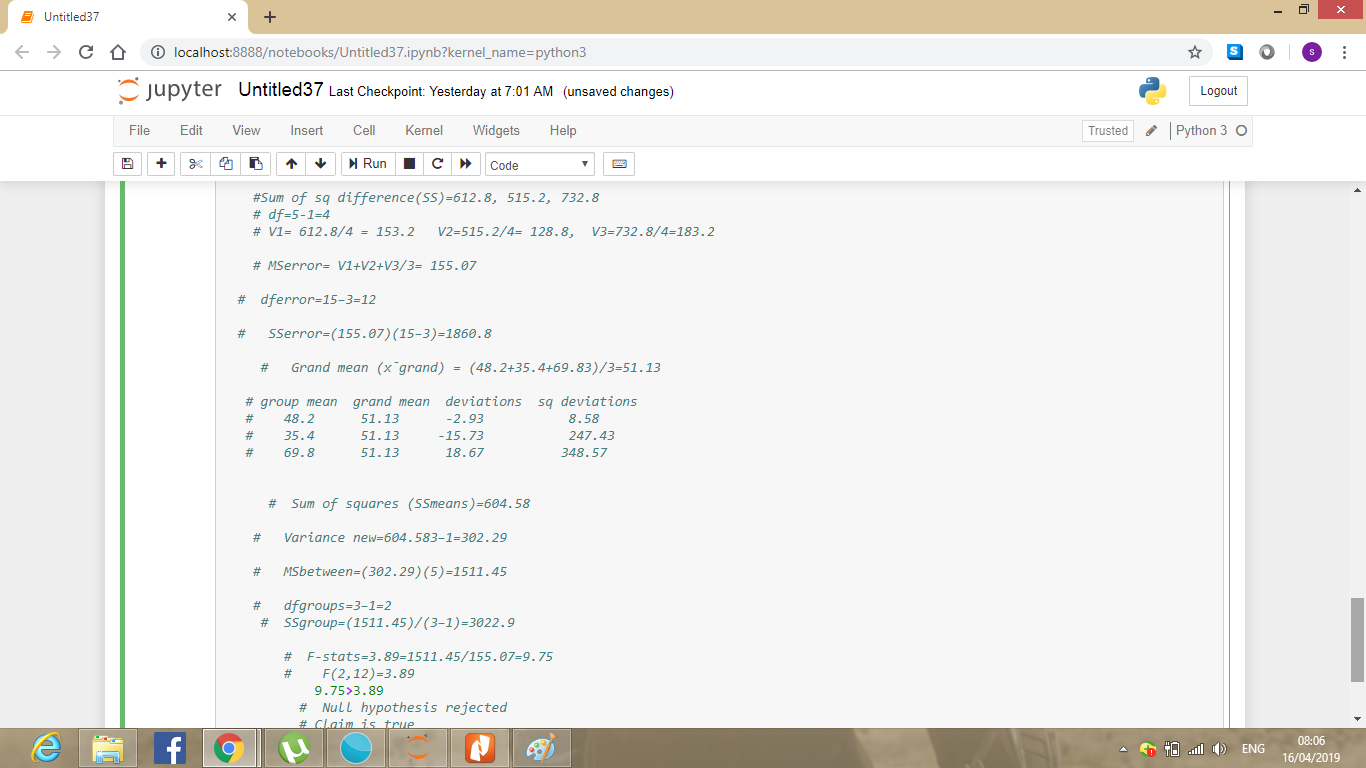 Untitled37
localhost:8888/notebooks/Untitled37.ipynb?kernel_name=python3
S
s
jupyter Untitled37 Last Checkpoint: Yesterday at 7:01 AM (unsaved changes)
Logout
File Edit View Insert Cell Kernel Widgets Help
Trusted
Python 3
Run
Code
#Sum of sq difference(SS)=612.8, 515.2, 732.8
# df=5-1=4
# V1= 612.8/4 = 153.2 V2=515.2/4= 128.8, V3=732.8/4=183.2
# MSerror= V1+V2+V3/3= 155.07
# dferror=15−3=12
# SSerror=(155.07)(15−3)=1860.8
# Grand mean (x¯grand) = (48.2+35.4+69.83)/3=51.13
# group mean grand mean deviations sq deviations
# 48.2 51.13 -2.93 8.58
# 35.4 51.13 -15.73 247.43
# 69.8 51.13 18.67 348.57
# Sum of squares (SSmeans)=604.58
# Variance new=604.583−1=302.29
# MSbetween=(302.29)(5)=1511.45
# dfgroups=3−1=2
# SSgroup=(1511.45)/(3−1)=3022.9
# F-stats=3.89=1511.45/155.07=9.75
# F(2,12)=3.89
9.75>3.89
# Null hypothesis rejected
# Claim is true
ENG
08:06
16/04/2019